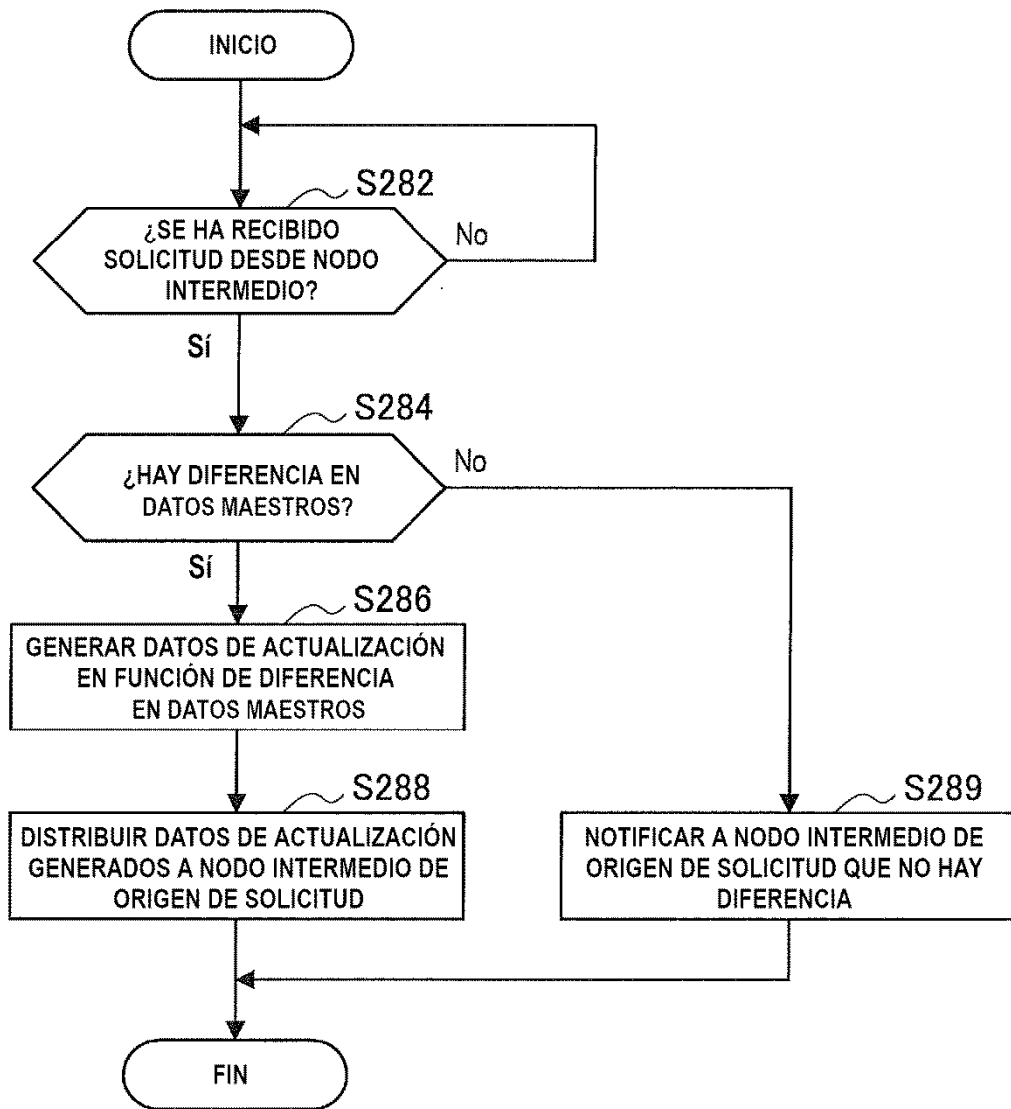 INICIO
S282
¿SE HA RECIBIDO
SOLICITUD DESDE NODO
INTERMEDIO?
No
Sí
S284
¿HAY DIFERENCIA EN
DATOS MAESTROS?
No
Sí
S286
GENERAR DATOS DE ACTUALIZACIÓN
EN FUNCIÓN DE DIFERENCIA
EN DATOS MAESTROS
S288
DISTRIBUIR DATOS DE ACTUALIZACIÓN
GENERADOS A NODO INTERMEDIO DE
ORIGEN DE SOLICITUD
S289
NOTIFICAR A NODO INTERMEDIO DE
ORIGEN DE SOLICITUD QUE NO HAY
DIFERENCIA
FIN